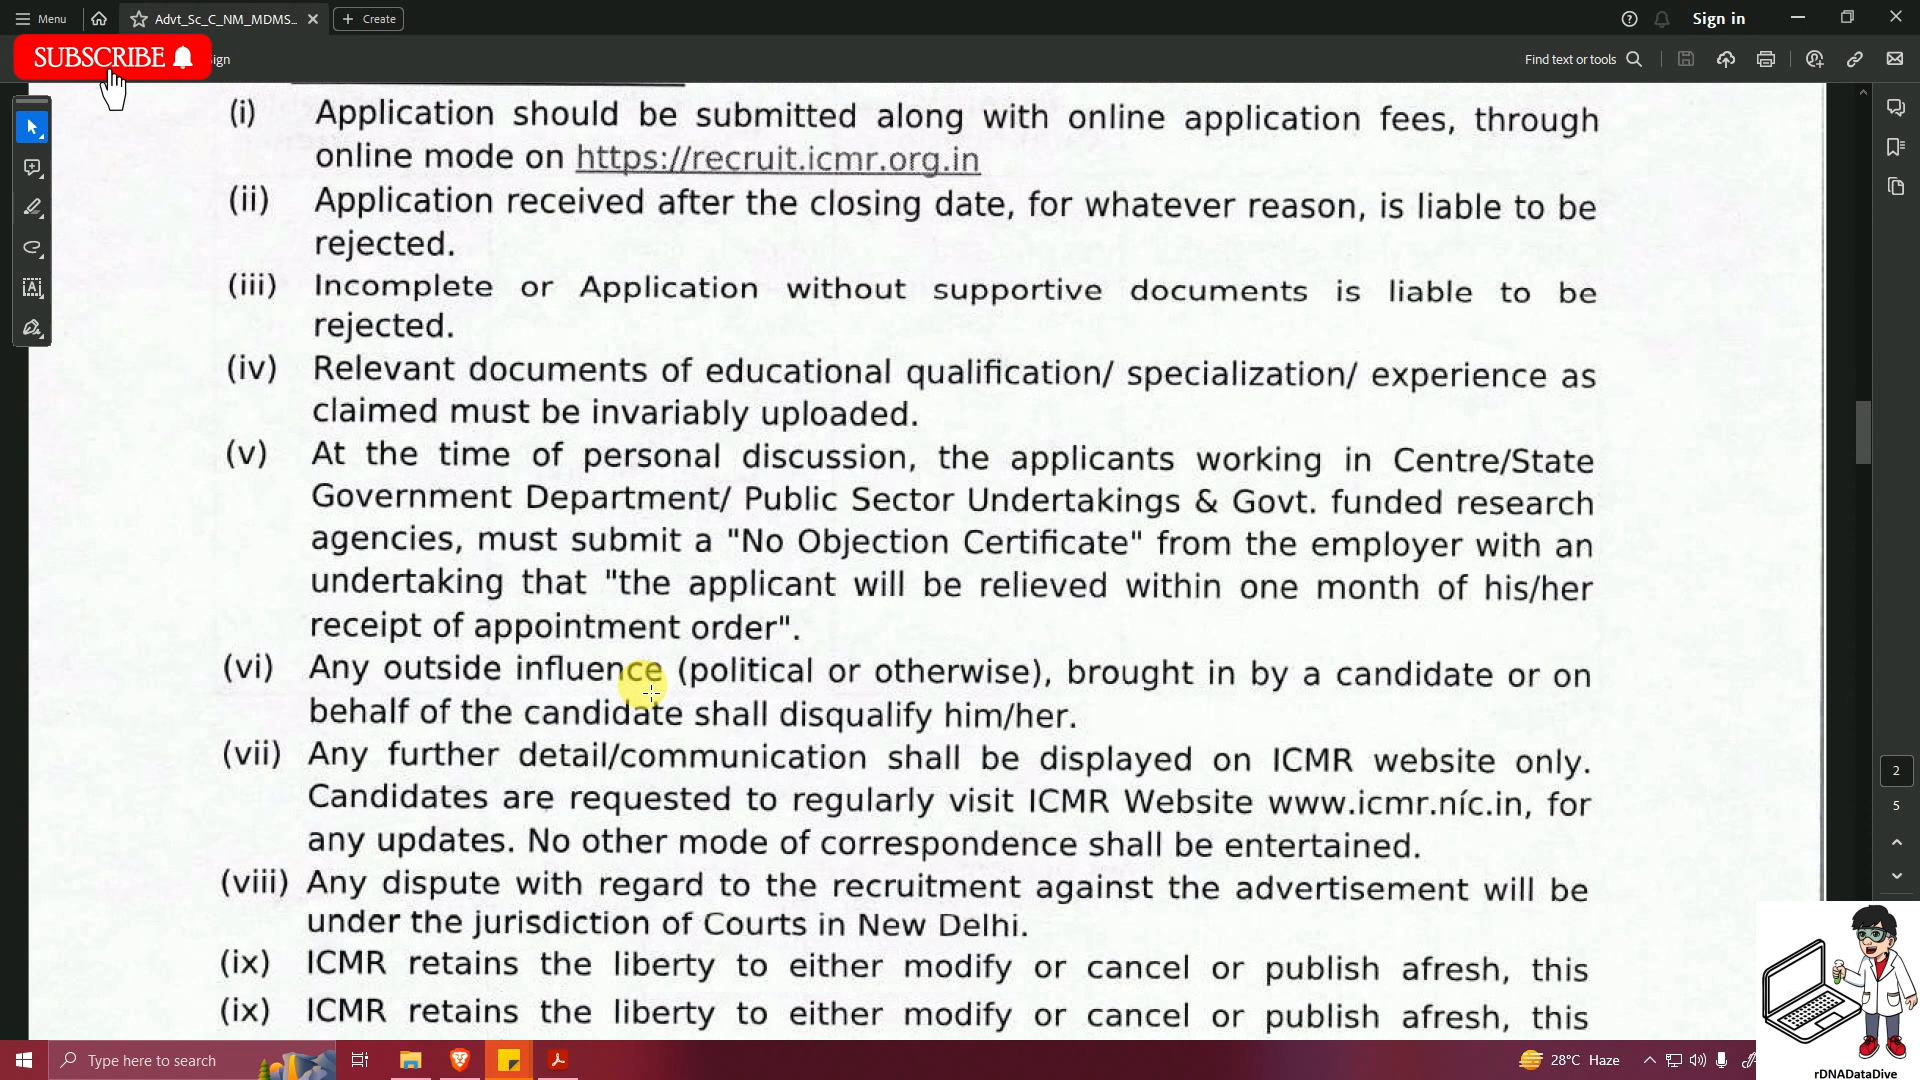 Menu
Advt_Sc_C_NM_MDMS...
Create
Sign in
SUBSCRIBE
ign
Find text or tools
(i) Application should be submitted along with online application fees, through
online mode on https://recruit.icmr.org.in
(ii) Application received after the closing date, for whatever reason, is liable to be
rejected.
(iii) Incomplete or Application without supportive documents is liable to be
rejected.
(iv) Relevant documents of educational qualification/ specialization/ experience as
claimed must be invariably uploaded.
(v) At the time of personal discussion, the applicants working in Centre/State
Government Department/ Public Sector Undertakings & Govt. funded research
agencies, must submit a "No Objection Certificate" from the employer with an
undertaking that "the applicant will be relieved within one month of his/her
receipt of appointment order".
(vi) Any outside influence (political or otherwise), brought in by a candidate or on
behalf of the candidate shall disqualify him/her.
(vii) Any further detail/communication shall be displayed on ICMR website only.
Candidates are requested to regularly visit ICMR Website www.icmr.níc.in, for
any updates. No other mode of correspondence shall be entertained.
(viii) Any dispute with regard to the recruitment against the advertisement will be
under the jurisdiction of Courts in New Delhi.
(ix) ICMR retains the liberty to either modify or cancel or publish afresh, this
(ix) ICMR retains the liberty to either modify or cancel or publish afresh, this
2
5
Type here to search
28°C Haze
rDNADataDive